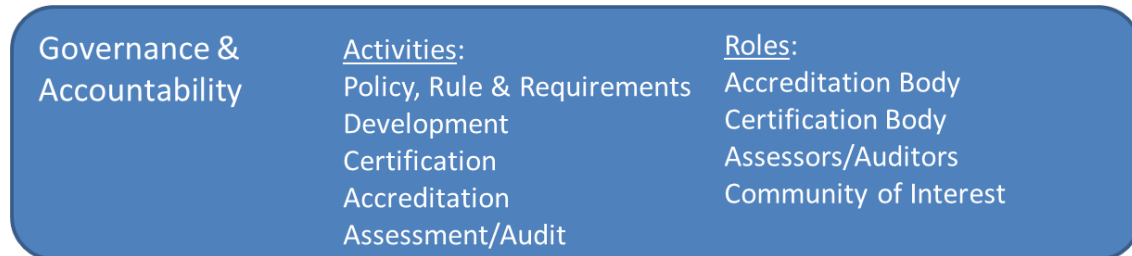 Governance &
Accountability
Activities:
Policy, Rule & Requirements
Development
Certification
Accreditation
Assessment/Audit
Roles:
Accreditation Body
Certification Body
Assessors/Auditors
Community of Interest